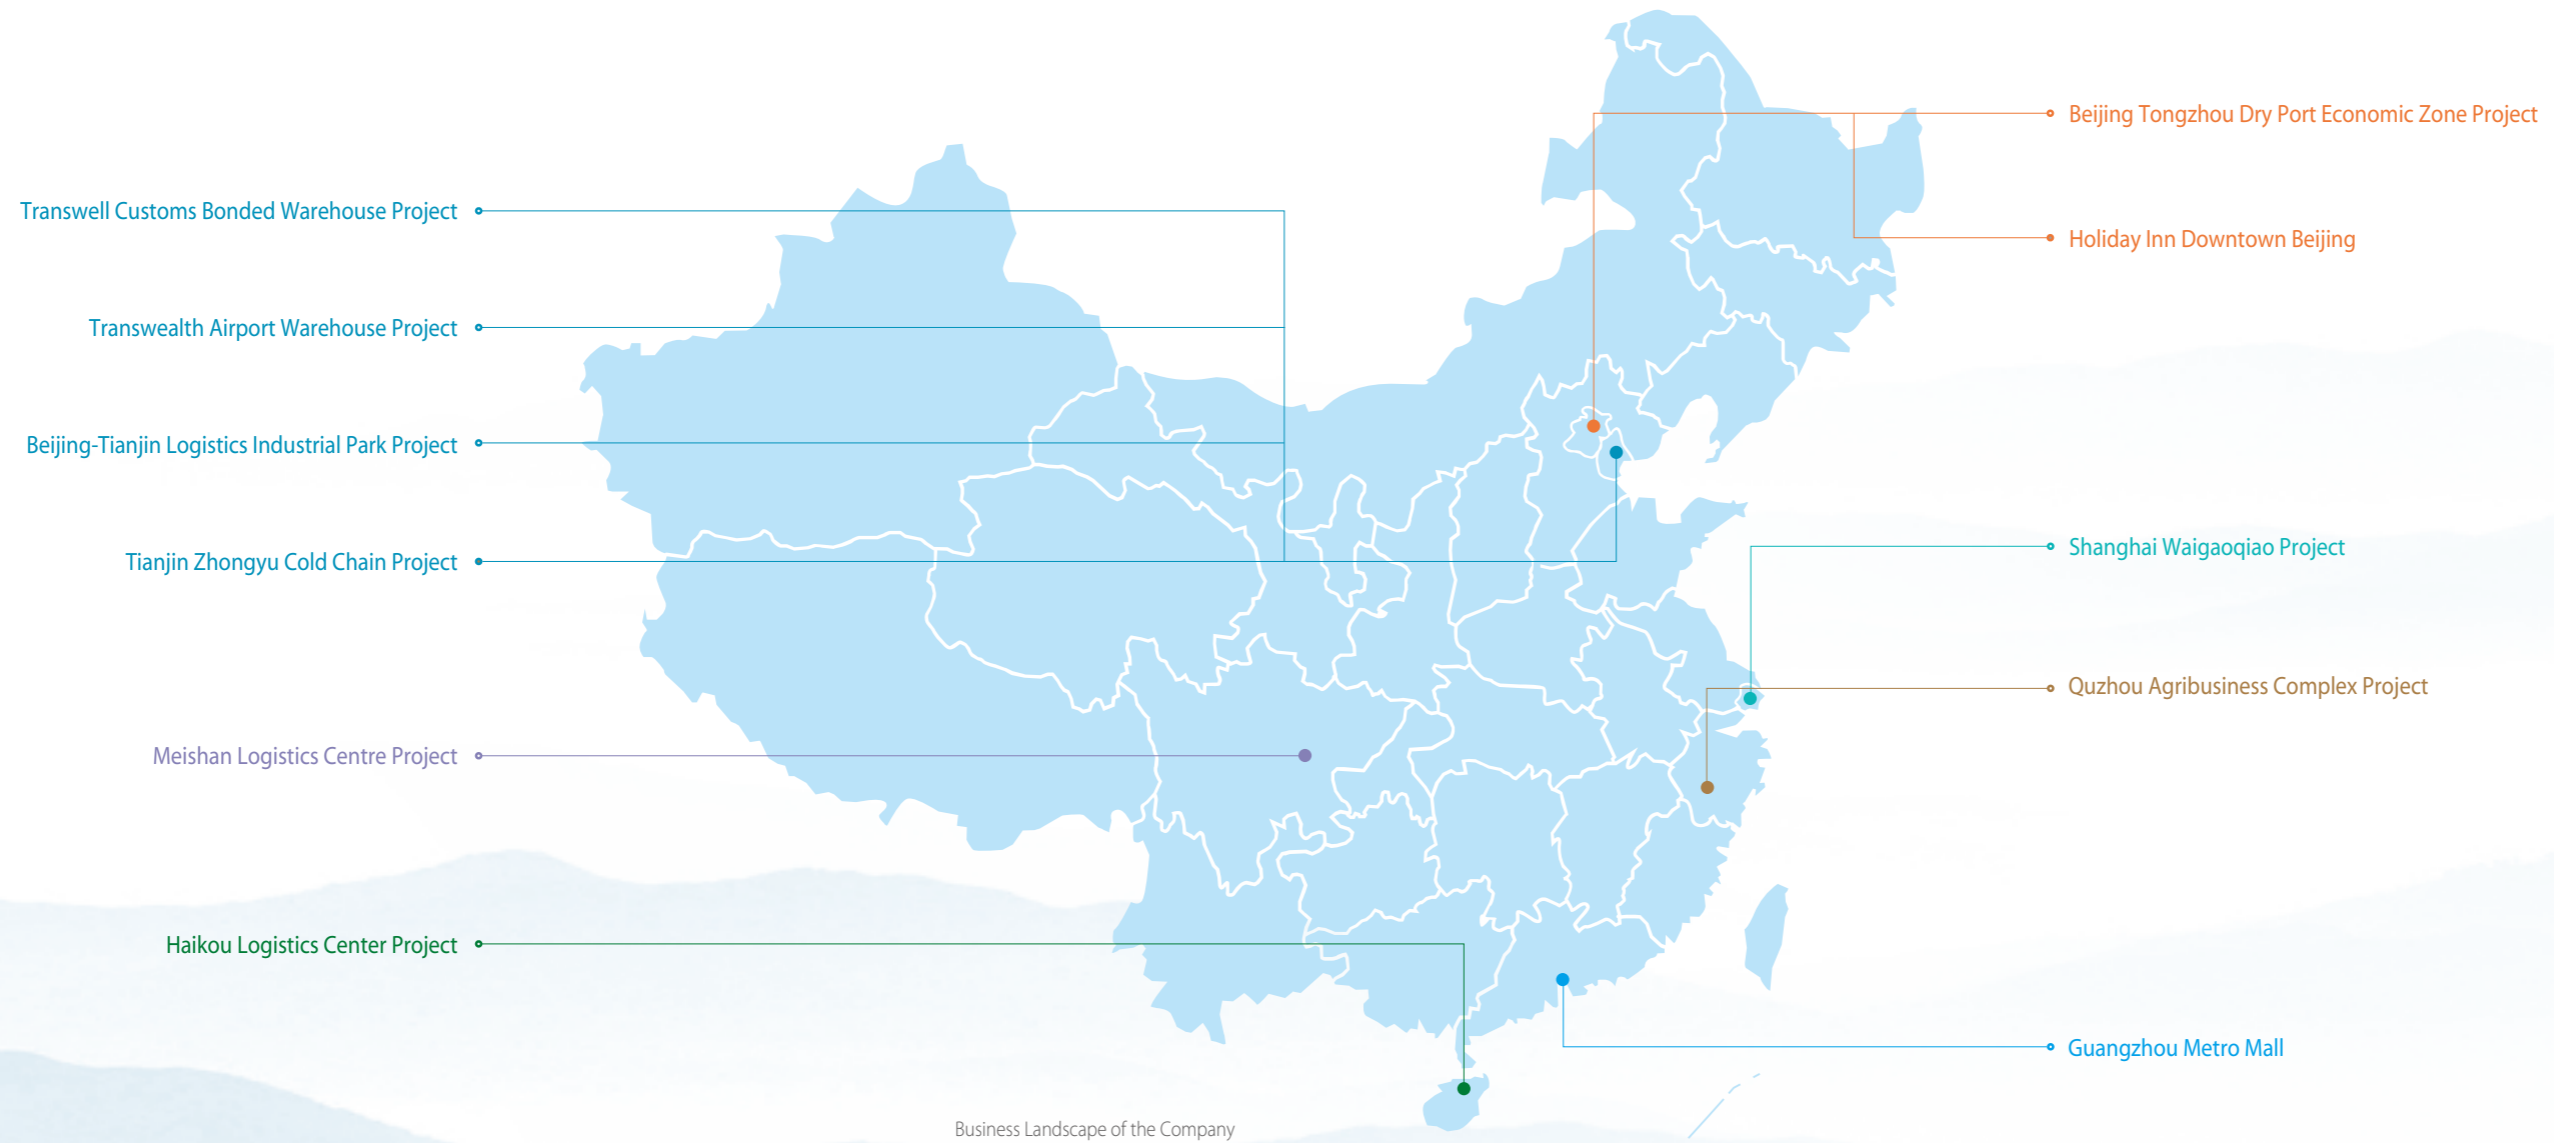 Transwell Customs Bonded Warehouse Project
Transwealth Airport Warehouse Project
Beijing-Tianjin Logistics Industrial Park Project
Tianjin Zhongyu Cold Chain Project
Meishan Logistics Centre Project
Haikou Logistics Center Project
Beijing Tongzhou Dry Port Economic Zone Project
Holiday Inn Downtown Beijing
Shanghai Waigaoqiao Project
Quzhou Agribusiness Complex Project
Guangzhou Metro Mall
Business Landscape of the Company